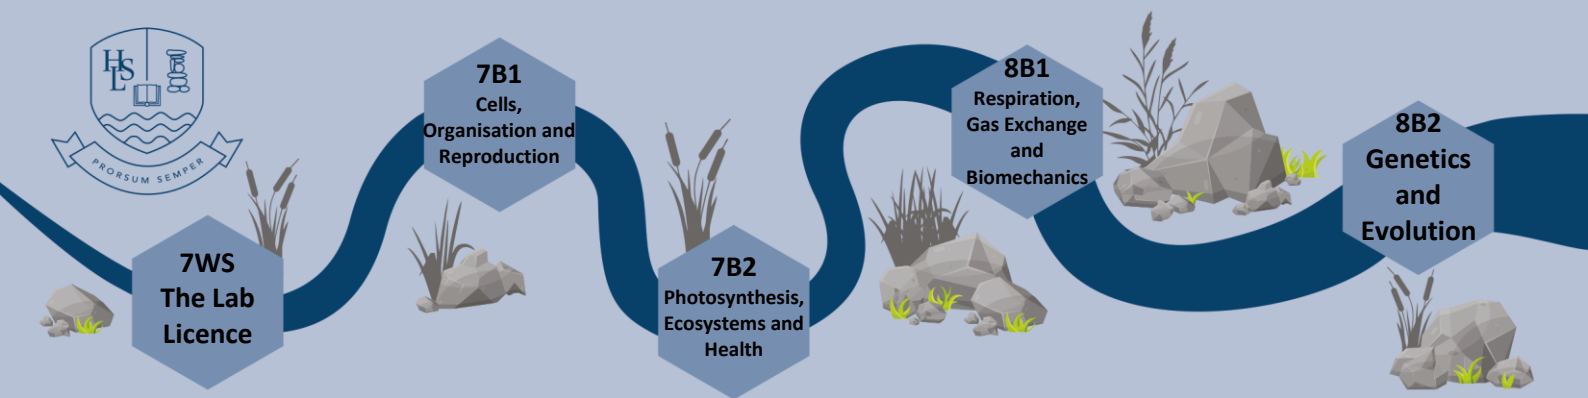 HLS
PRORSUM SEMPER
7WS
The Lab
Licence
7B1
Cells,
Organisation and
Reproduction
7B2
Photosynthesis,
Ecosystems and
Health
8B1
Respiration,
Gas Exchange
and
Biomechanics
8B2
Genetics
and
Evolution